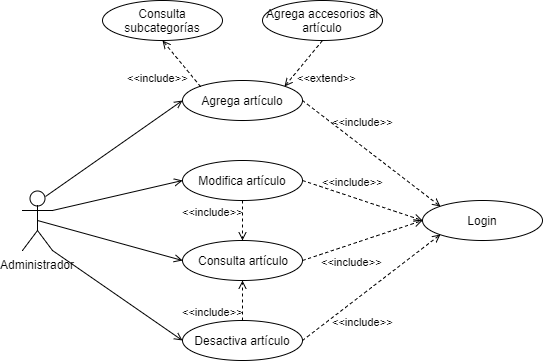 Consulta
subcategorías
Agrega accesorios al
artículo
<<include>>
<<extend>>
Agrega artículo
<<include>>
Modifica artículo
<<include>>
<<include>>
Login
Administrador
Consulta artículo
<<include>>
<<include>>
<<include>>
Desactiva artículo